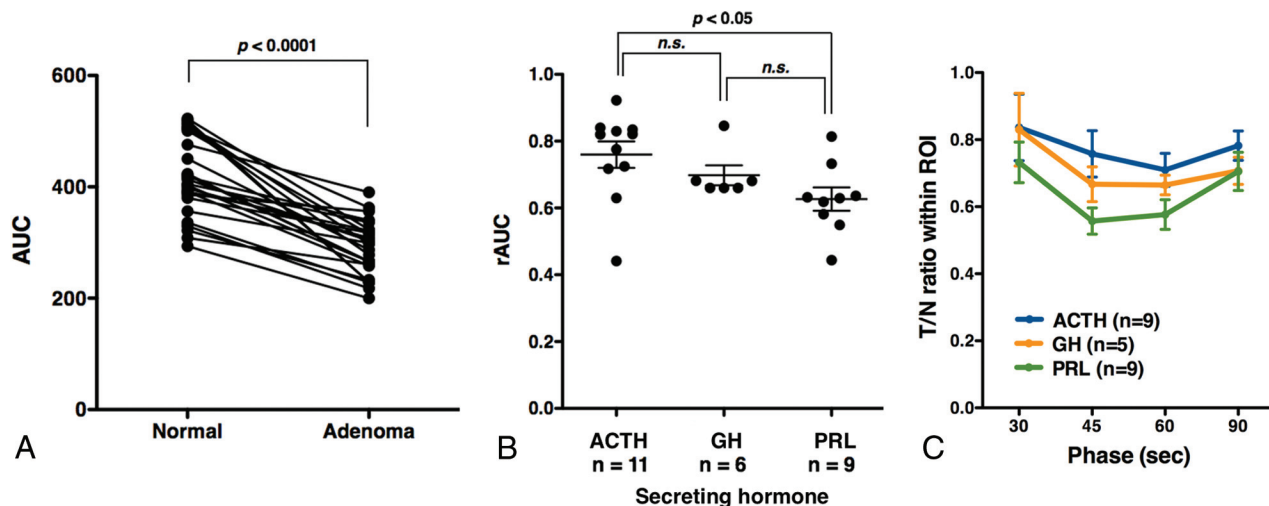 p < 0.0001
600
400
200
0
AUC
Normal
Adenoma
A
p < 0.05
n.s.
n.s.
1.0
0.8
0.6
0.4
0.2
0.0
rAUC
ACTH
n = 11
GH
n = 6
PRL
n = 9
Secreting hormone
B
1.0
0.8
0.6
0.4
0.2
0.0
T/N ratio within ROI
ACTH (n=9)
GH (n=5)
PRL (n=9)
30
45
60
90
Phase (sec)
C